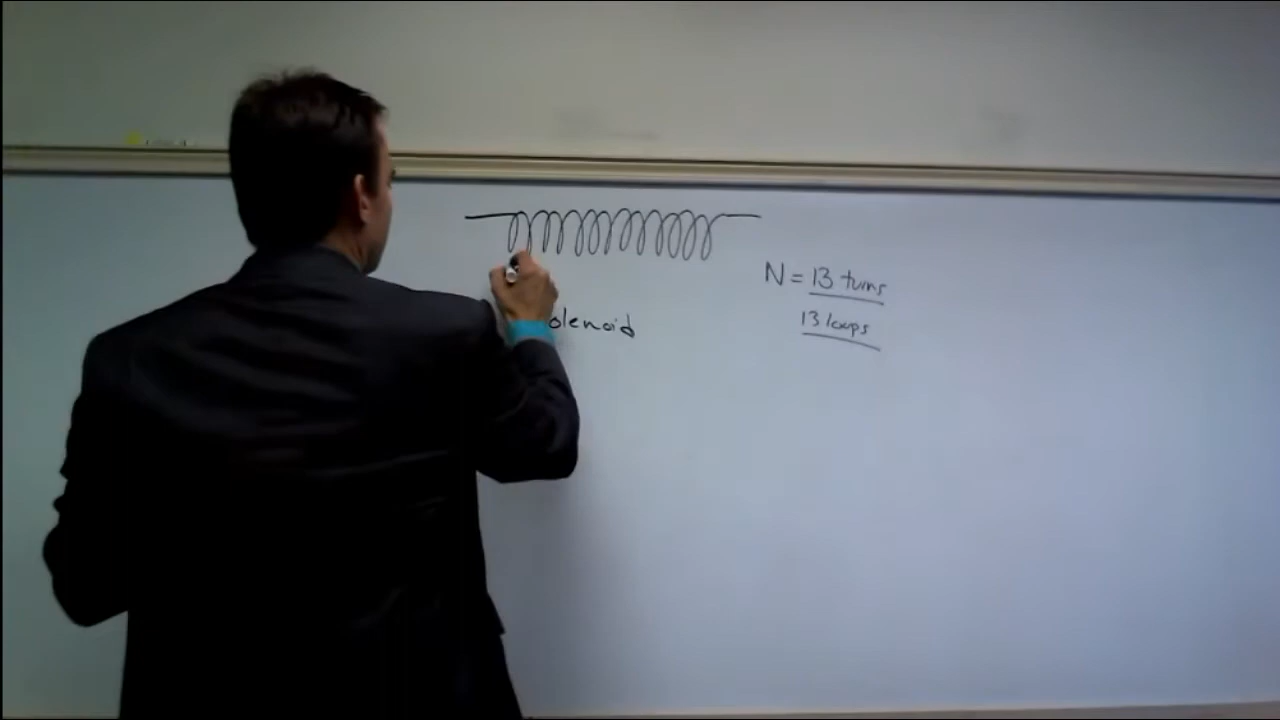 N = 13 turns
13 loops
olenoid